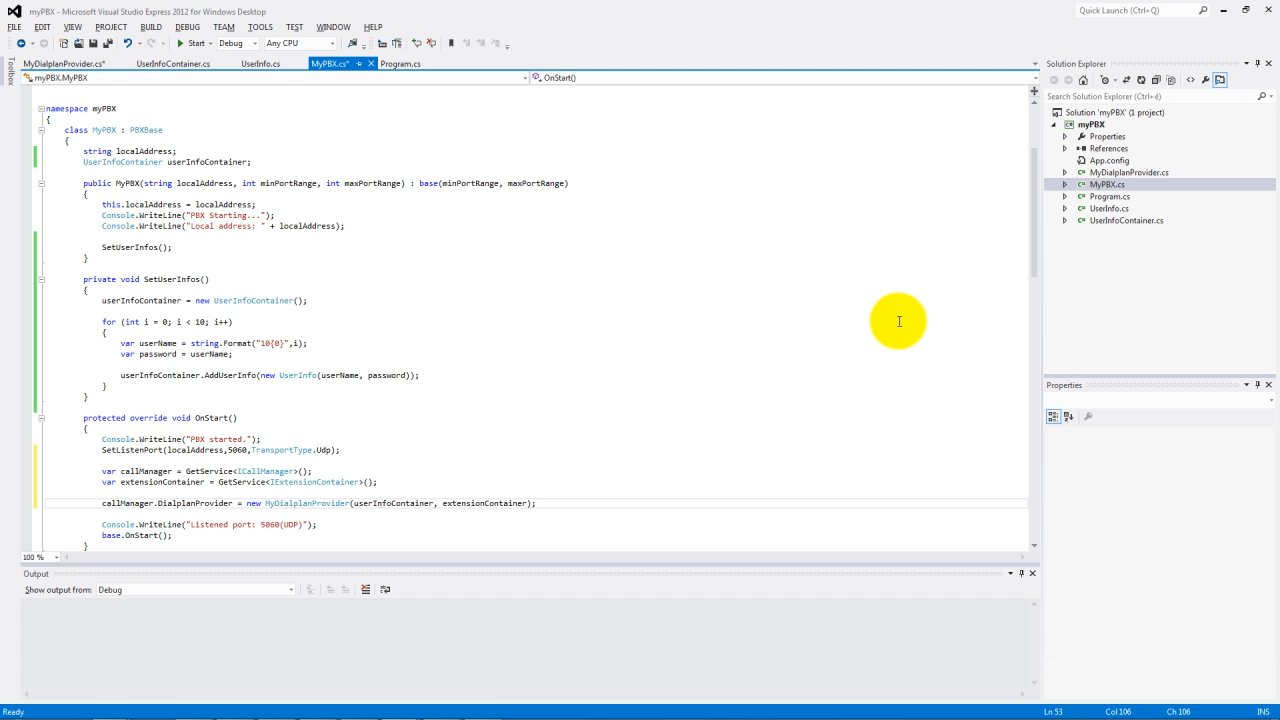 myPBX - Microsoft Visual Studio Express 2012 for Windows Desktop
Quick Launch (Ctrl+Q)
FILE EDIT VIEW PROJECT BUILD DEBUG TEAM TOOLS TEST WINDOW HELP
Start Debug Any CPU
Toolbox
MyDialplanProvider.cs* UserInfoContainer.cs UserInfo.cs MyPBX.cs* Program.cs
myPBX.MyPBX OnStart()
namespace myPBX
{
class MyPBX : PBXBase
{
string localAddress;
UserInfoContainer userInfoContainer;
public MyPBX(string localAddress, int minPortRange, int maxPortRange) : base(minPortRange, maxPortRange)
{
this.localAddress = localAddress;
Console.WriteLine("PBX Starting...");
Console.WriteLine("Local address: " + localAddress);
SetUserInfos();
}
private void SetUserInfos()
{
userInfoContainer = new UserInfoContainer();
for (int i = 0; i < 10; i++)
{
var userName = string.Format("10{0}",i);
var password = userName;
userInfoContainer.AddUserInfo(new UserInfo(userName, password));
}
}
protected override void OnStart()
{
Console.WriteLine("PBX started.");
SetListenPort(localAddress,5060,TransportType.Udp);
var callManager = GetService<ICallManager>();
var extensionContainer = GetService<IExtensionContainer>();
callManager.DialplanProvider = new MyDialplanProvider(userInfoContainer, extensionContainer);
Console.WriteLine("Listened port: 5060(UDP)");
base.OnStart();
}
100 %
Output
Show output from: Debug
Solution Explorer
Search Solution Explorer (Ctrl+é)
Solution 'myPBX' (1 project)
myPBX
Properties
References
App.config
MyDialplanProvider.cs
MyPBX.cs
Program.cs
UserInfo.cs
UserInfoContainer.cs
Properties
Ln 53 Col 106 Ch 106 INS